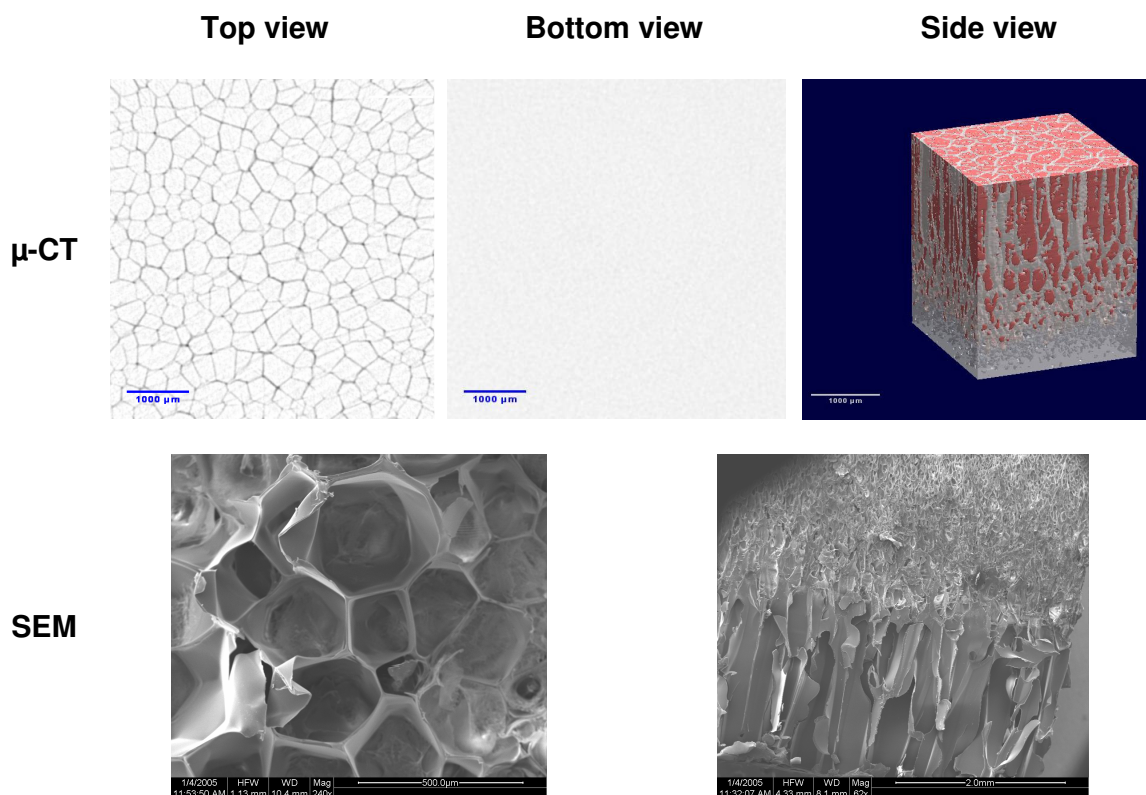 Top view Bottom view Side view
µ-CT
1000 µm
1000 µm
1000 µm
SEM
1/4/2005 HFW WD Mag 500.0µm
11:53:50 AM 1.13 mm 10.4 mm 240x
1/4/2005 HFW WD Mag 2.0mm
11:32:07 AM 4.33 mm 8.1 mm 62x